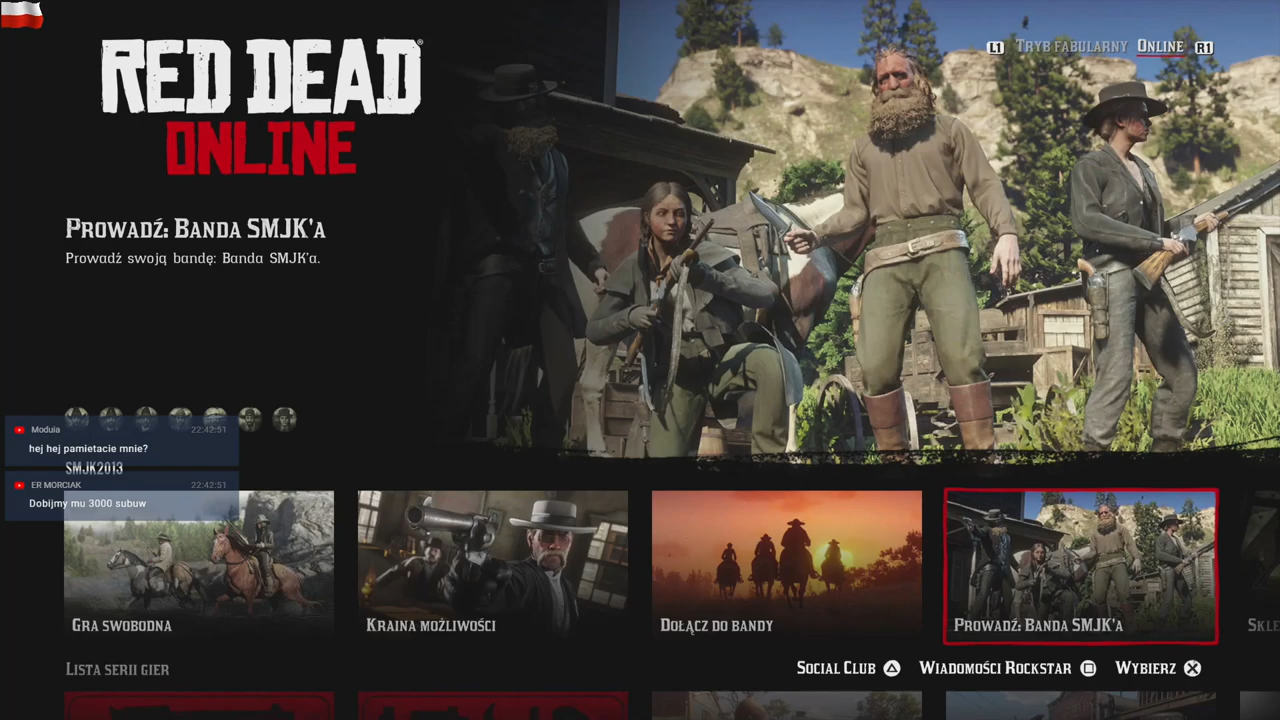 RED DEAD
ONLINE
L1 TRYB FABULARNY ONLINE R1
PROWADŹ: BANDA SMJK'A
Prowadź swoją bandę: Banda SMJK'a.
Moduia 22:42:51
hej hej pamietacie mnie?
SMJK2013
ER MORCIAK 22:42:51
Dobijmy mu 3000 subuw
GRA SWOBODNA
KRAINA MOŻLIWOŚCI
DOŁĄCZ DO BANDY
PROWADŹ: BANDA SMJK'A
SKLE
LISTA SERII GIER
SOCIAL CLUB WIADOMOŚCI ROCKSTAR WYBIERZ